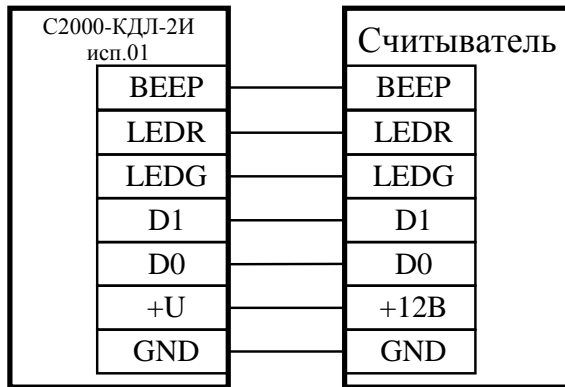 С2000-КДЛ-2И
исп.01
BEEP
LEDR
LEDG
D1
D0
+U
GND
Считыватель
BEEP
LEDR
LEDG
D1
D0
+12В
GND